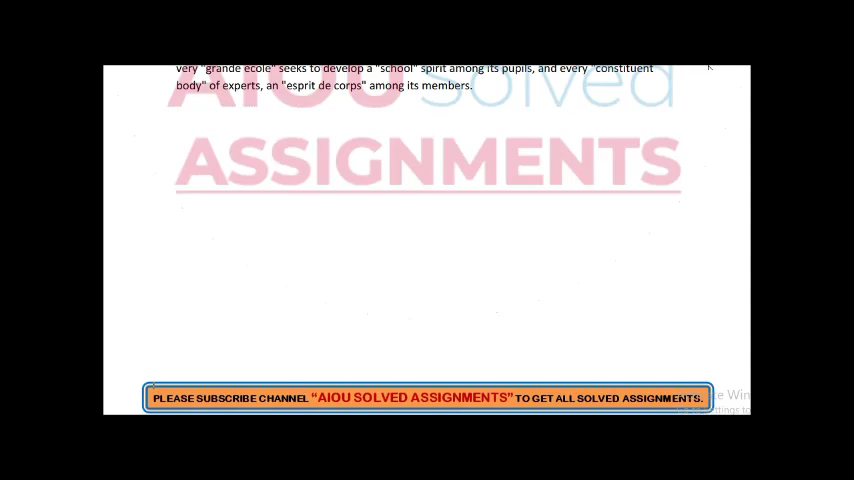 very "grande ecole" seeks to develop a "school" spirit among its pupils, and every "constituent
body" of experts, an "esprit de corps" among its members.
AIOU Solved
ASSIGNMENTS
PLEASE SUBSCRIBE CHANNEL "AIOU SOLVED ASSIGNMENTS" TO GET ALL SOLVED ASSIGNMENTS.